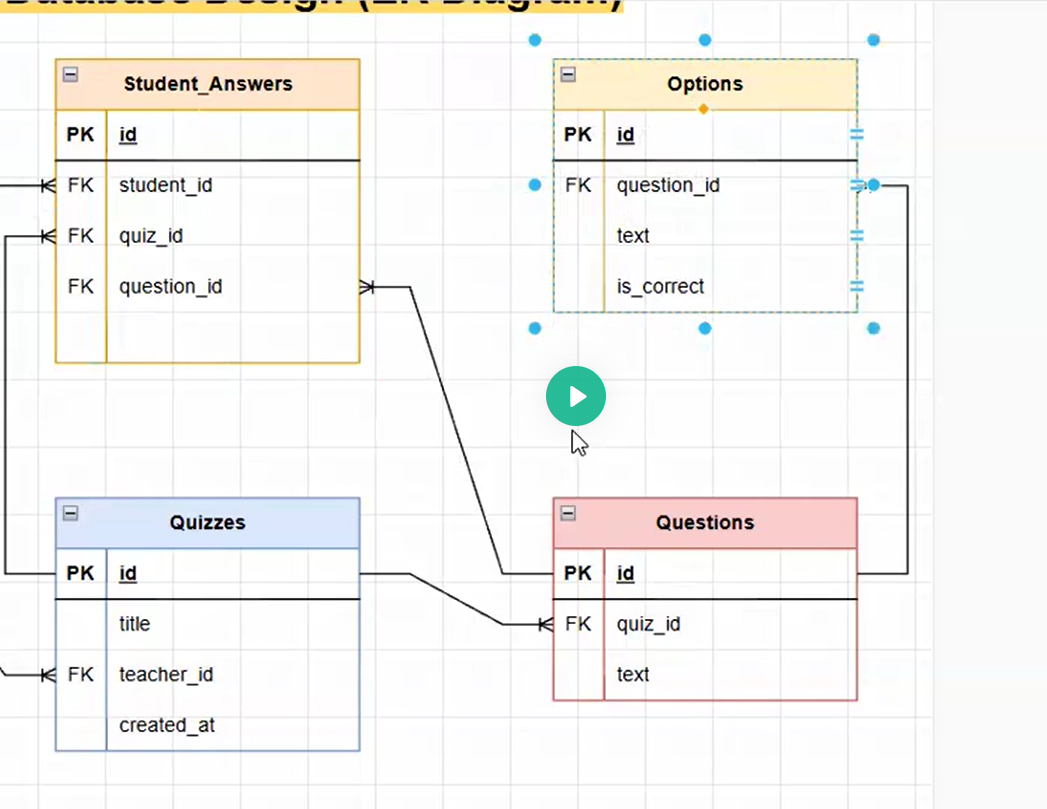 Database Design (ER Diagram)
Student_Answers
PK id
FK student_id
FK quiz_id
FK question_id
Options
PK id
FK question_id
text
is_correct
Quizzes
PK id
title
FK teacher_id
created_at
Questions
PK id
FK quiz_id
text